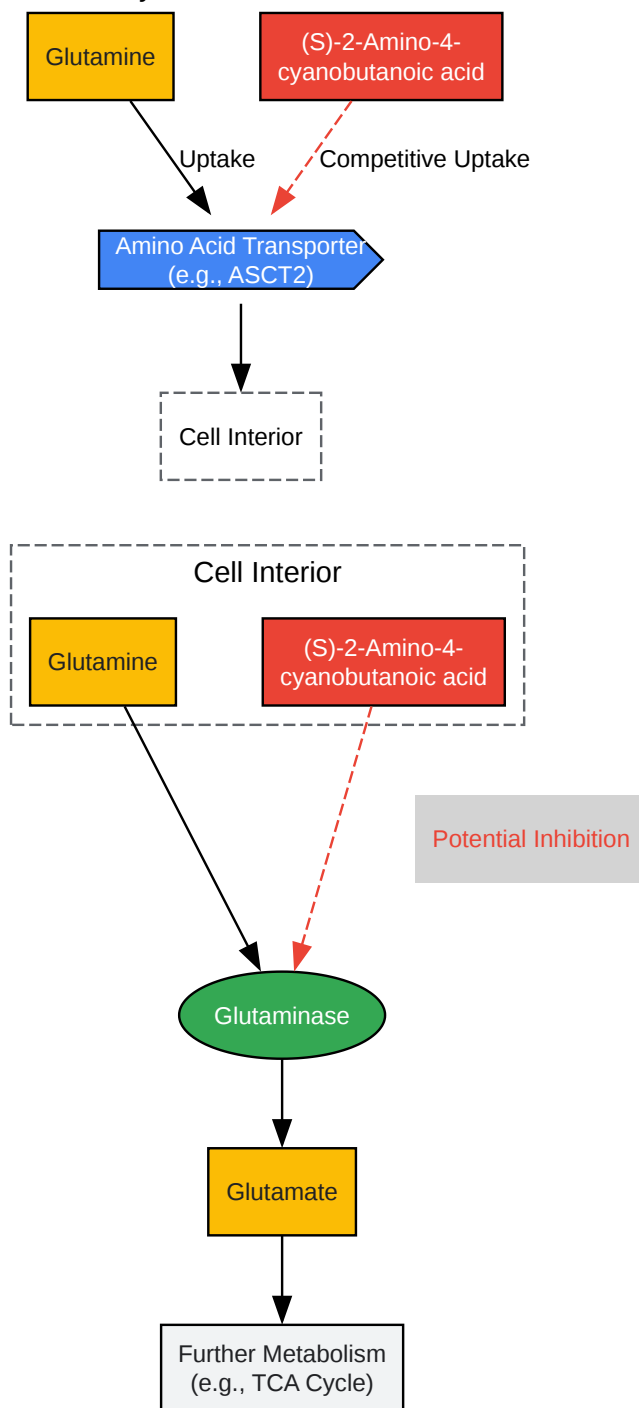 Glutamine
(S)-2-Amino-4-
cyanobutanoic acid
Uptake
Competitive Uptake
Amino Acid Transporter
(e.g., ASCT2)
Cell Interior
Cell Interior
Glutamine
(S)-2-Amino-4-
cyanobutanoic acid
Potential Inhibition
Glutaminase
Glutamate
Further Metabolism
(e.g., TCA Cycle)